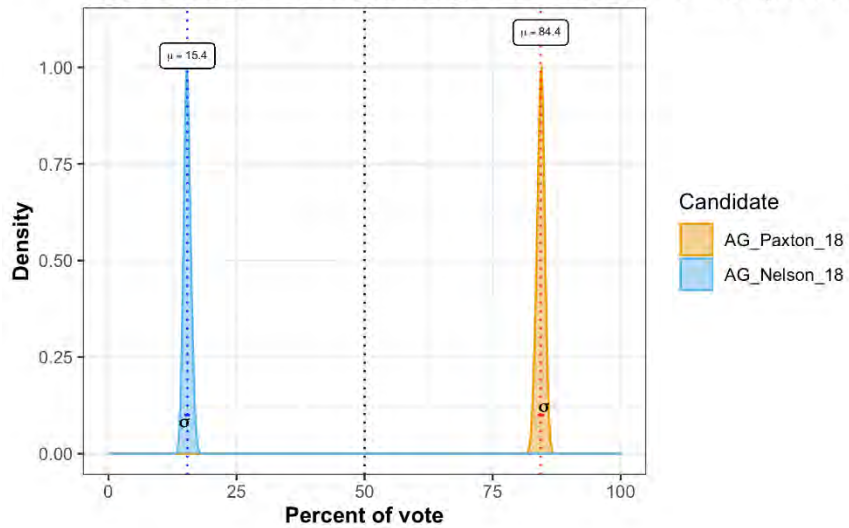 μ = 84.4
μ = 15.4
1.00
0.75
0.50
0.25
0.00
Density
σ
σ
0
25
50
75
100
Percent of vote
Candidate
AG_Paxton_18
AG_Nelson_18